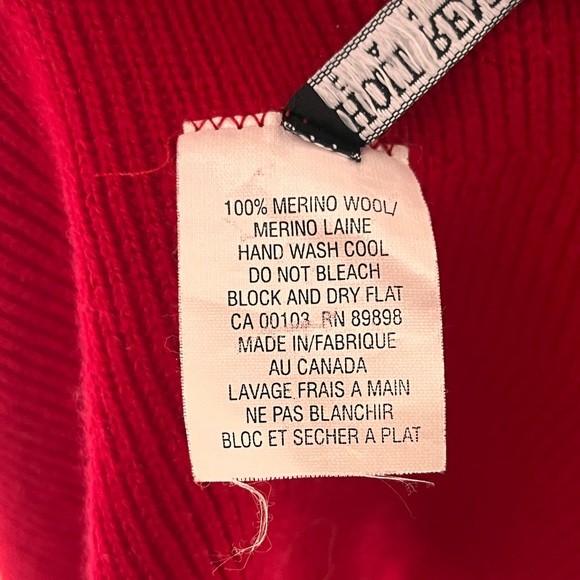 100% MERINO WOOL/
MERINO LAINE
HAND WASH COOL
DO NOT BLEACH
BLOCK AND DRY FLAT
CA 00103 RN 89898
MADE IN/FABRIQUE
AU CANADA
LAVAGE FRAIS A MAIN
NE PAS BLANCHIR
BLOC ET SECHER A PLAT